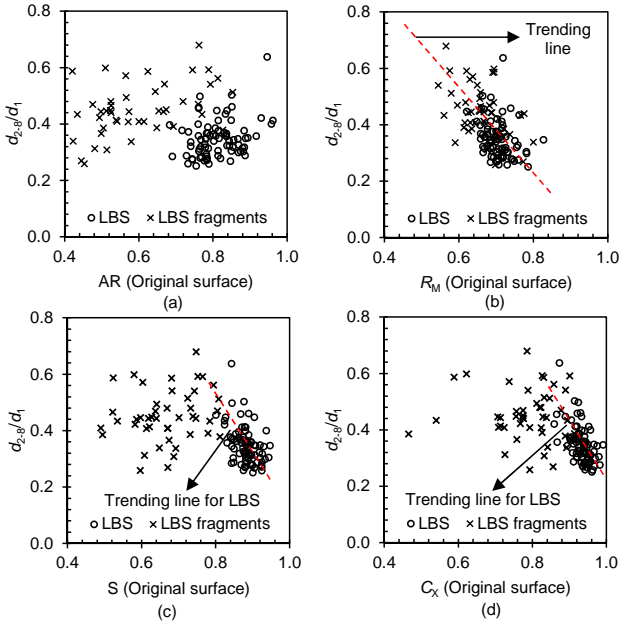 0.8
0.6
0.4
0.2
0.0
d2-8/d1
LBS
LBS fragments
0.4 0.6 0.8 1.0
AR (Original surface)
(a)
0.8
0.6
0.4
0.2
0.0
d2-8/d1
Trending
line
LBS
LBS fragments
0.4 0.6 0.8 1.0
RM (Original surface)
(b)
0.8
0.6
0.4
0.2
0.0
d2-8/d1
Trending line for LBS
LBS
LBS fragments
0.4 0.6 0.8 1.0
S (Original surface)
(c)
0.8
0.6
0.4
0.2
0.0
d2-8/d1
Trending line for LBS
LBS
LBS fragments
0.4 0.6 0.8 1.0
CX (Original surface)
(d)